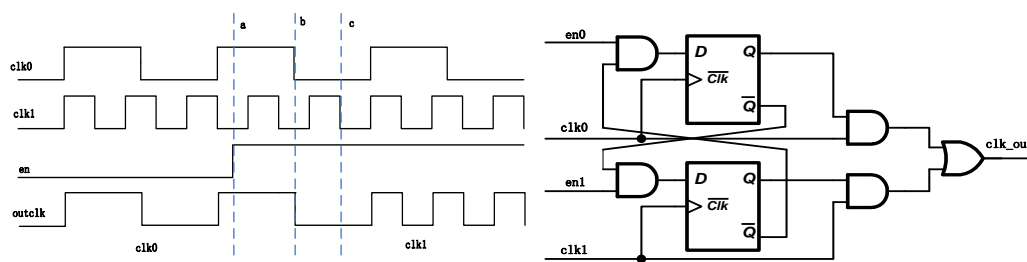 a
b
c
clk0
clk1
en
outclk
clk0
clk1
en0
D
Q
Clk
Q
clk0
en1
D
Q
Clk
Q
clk1
clk_ou